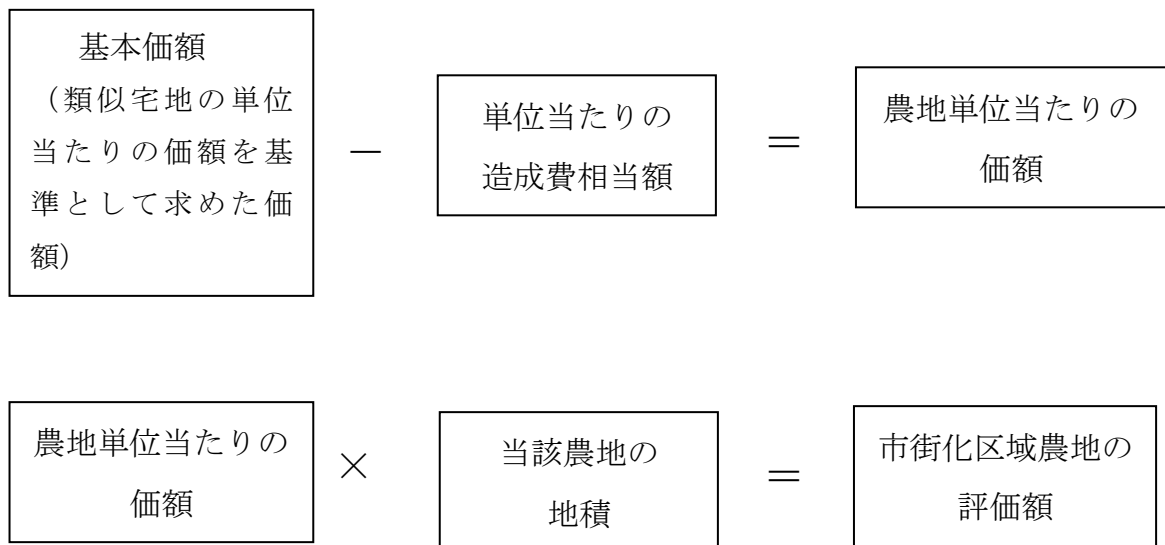 基本価額
（類似宅地の単位
当たりの価額を基
準として求めた価
額）
－
単位当たりの
造成費相当額
＝
農地単位当たりの
価額
農地単位当たりの
価額
×
当該農地の
地積
＝
市街化区域農地の
評価額